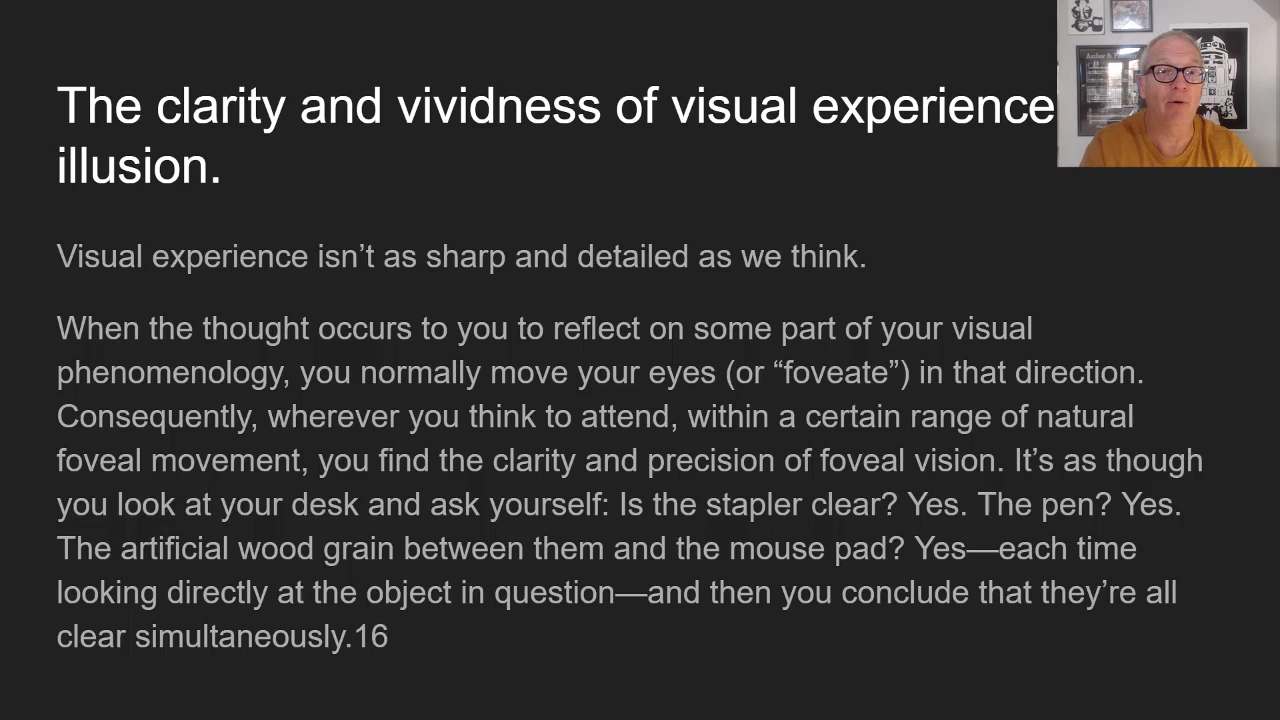 The clarity and vividness of visual experience
illusion.
Visual experience isn’t as sharp and detailed as we think.
When the thought occurs to you to reflect on some part of your visual
phenomenology, you normally move your eyes (or “foveate”) in that direction.
Consequently, wherever you think to attend, within a certain range of natural
foveal movement, you find the clarity and precision of foveal vision. It’s as though
you look at your desk and ask yourself: Is the stapler clear? Yes. The pen? Yes.
The artificial wood grain between them and the mouse pad? Yes—each time
looking directly at the object in question—and then you conclude that they’re all
clear simultaneously.16